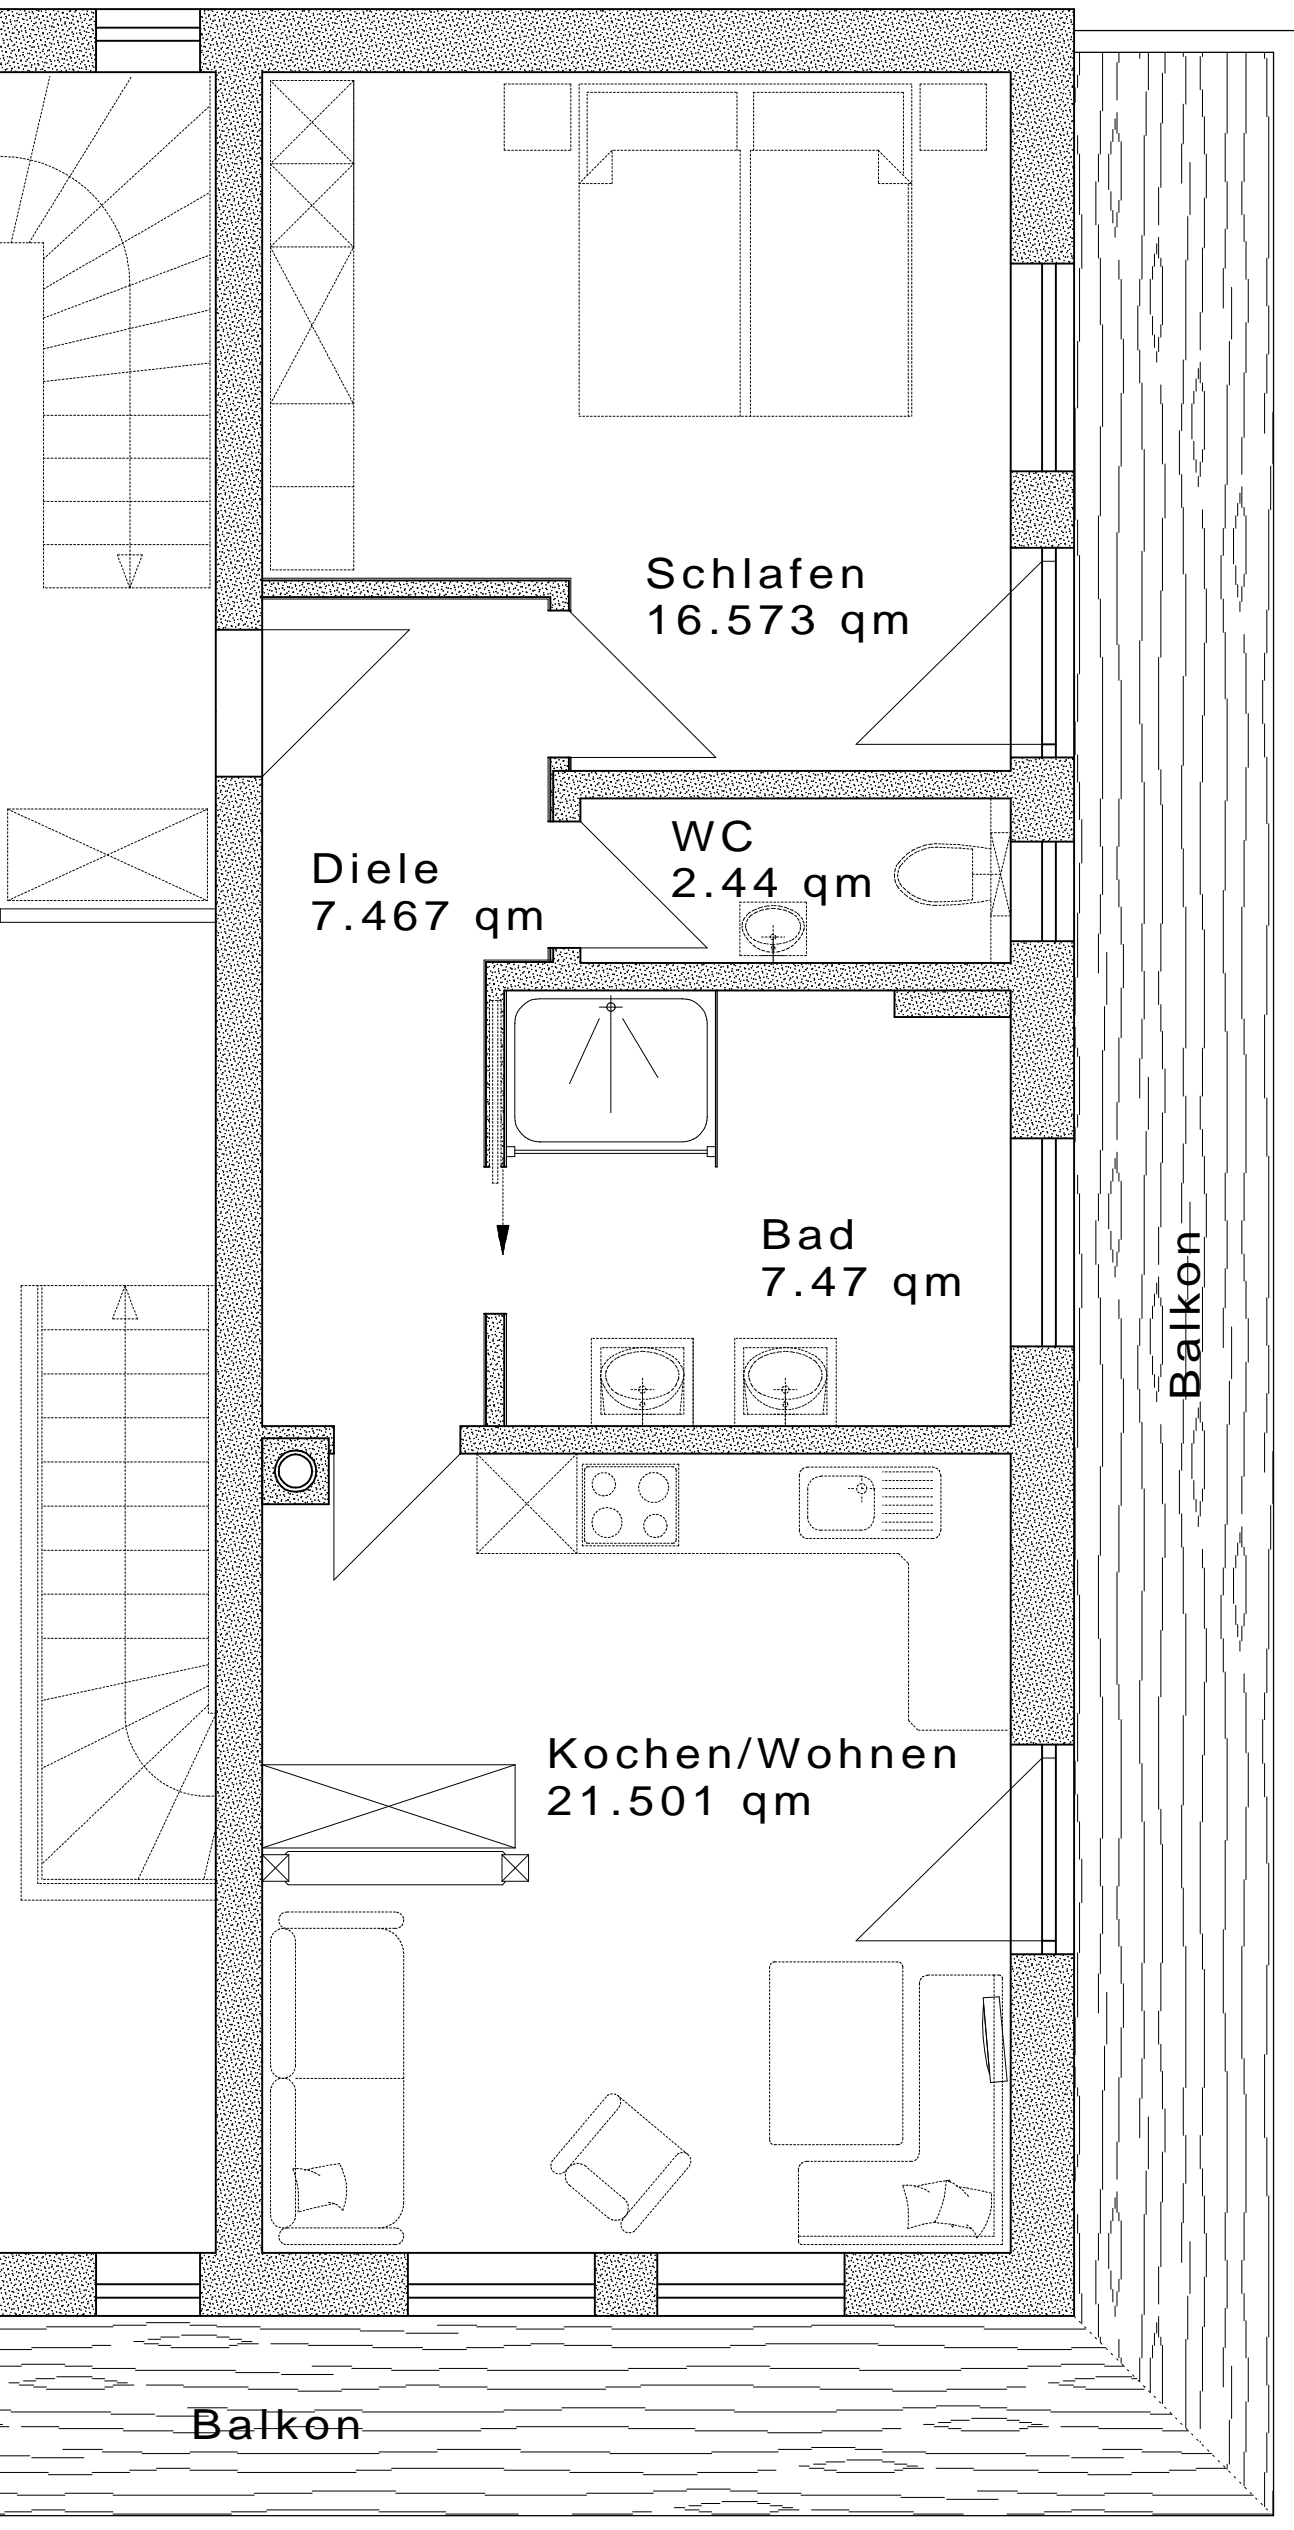 Schlafen
16.573 qm
WC
2.44 qm
Diele
7.467 qm
Bad
7.47 qm
Balkon
Kochen/Wohnen
21.501 qm
Balkon